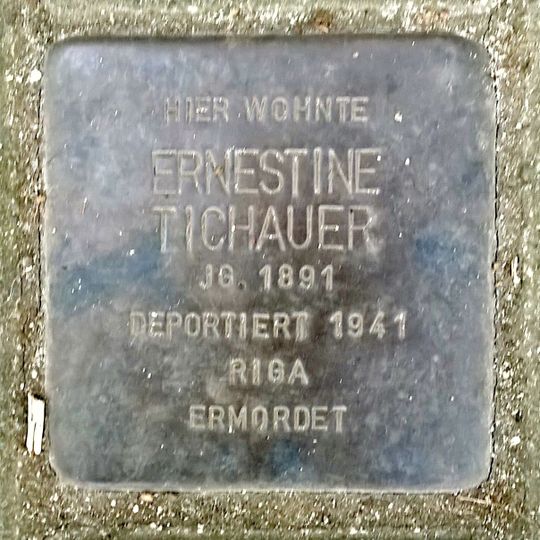 HIER WOHNTE
ERNESTINE
TICHAUER
JG. 1891
DEPORTIERT 1941
RIGA
ERMORDET